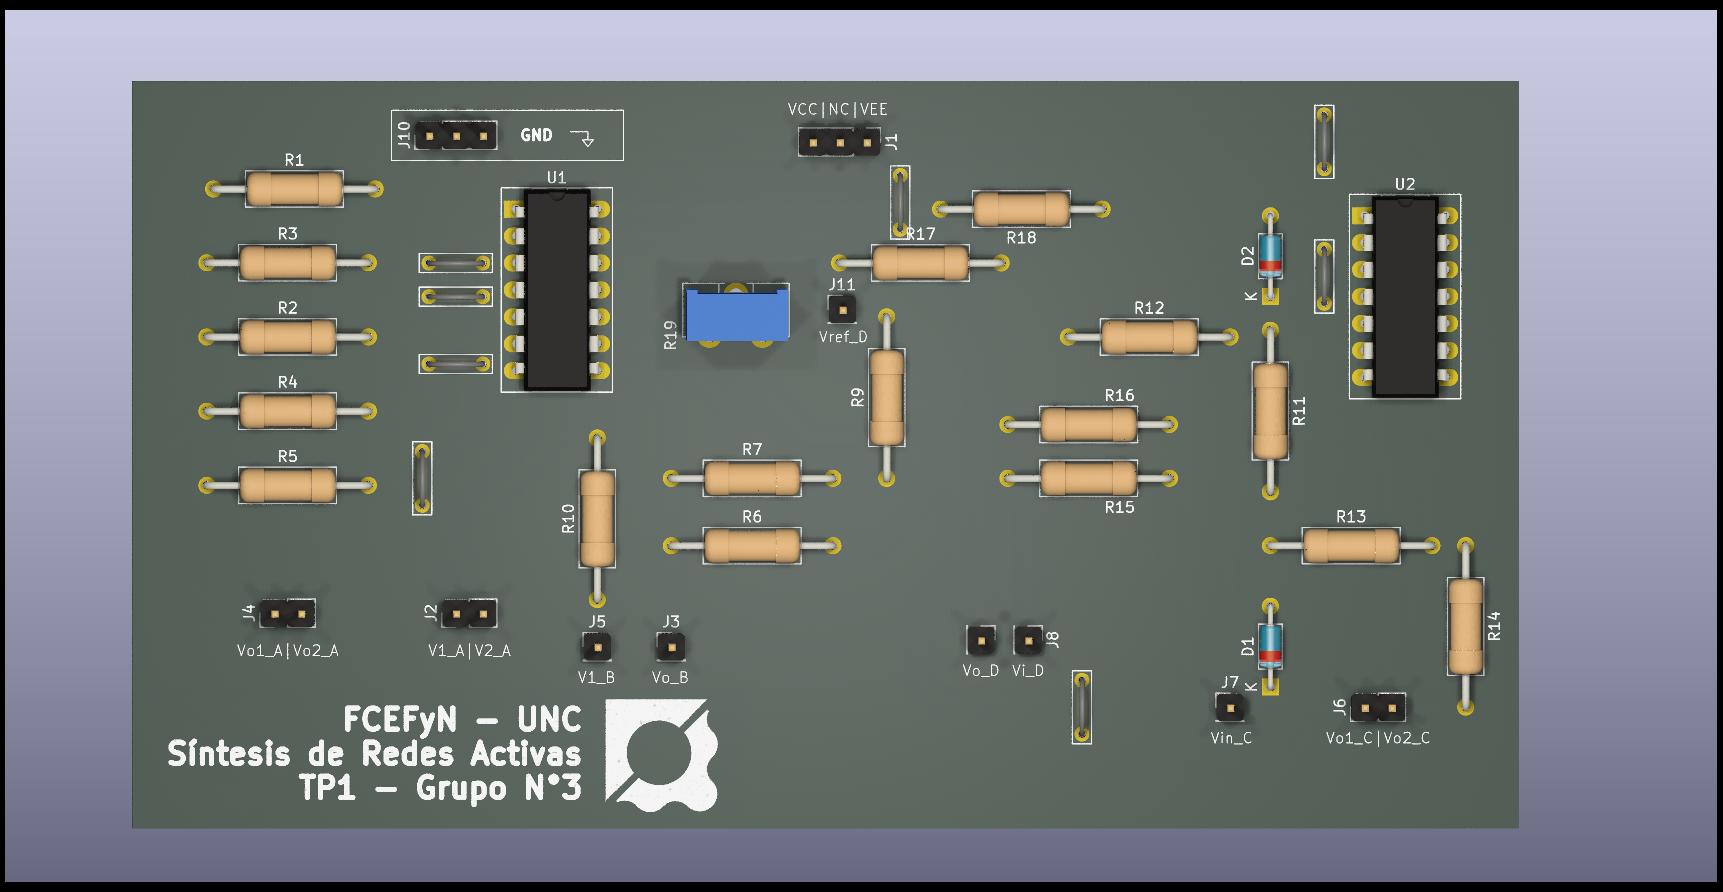 VCC|NC|VEE
J10
GND
J1
R1
U1
U2
R3
R17
R18
D2
J11
K
R2
R19
Vref_D
R12
R4
R9
R16
R11
R5
R7
R15
R10
R6
R13
J4
J2
J5
J3
J8
R14
Vo1_A|Vo2_A
V1_A|V2_A
V1_B
Vo_B
Vo_D
Vi_D
D1
K
J7
J6
Vin_C
Vo1_C|Vo2_C
FCEFyN – UNC
Síntesis de Redes Activas
TP1 – Grupo N°3